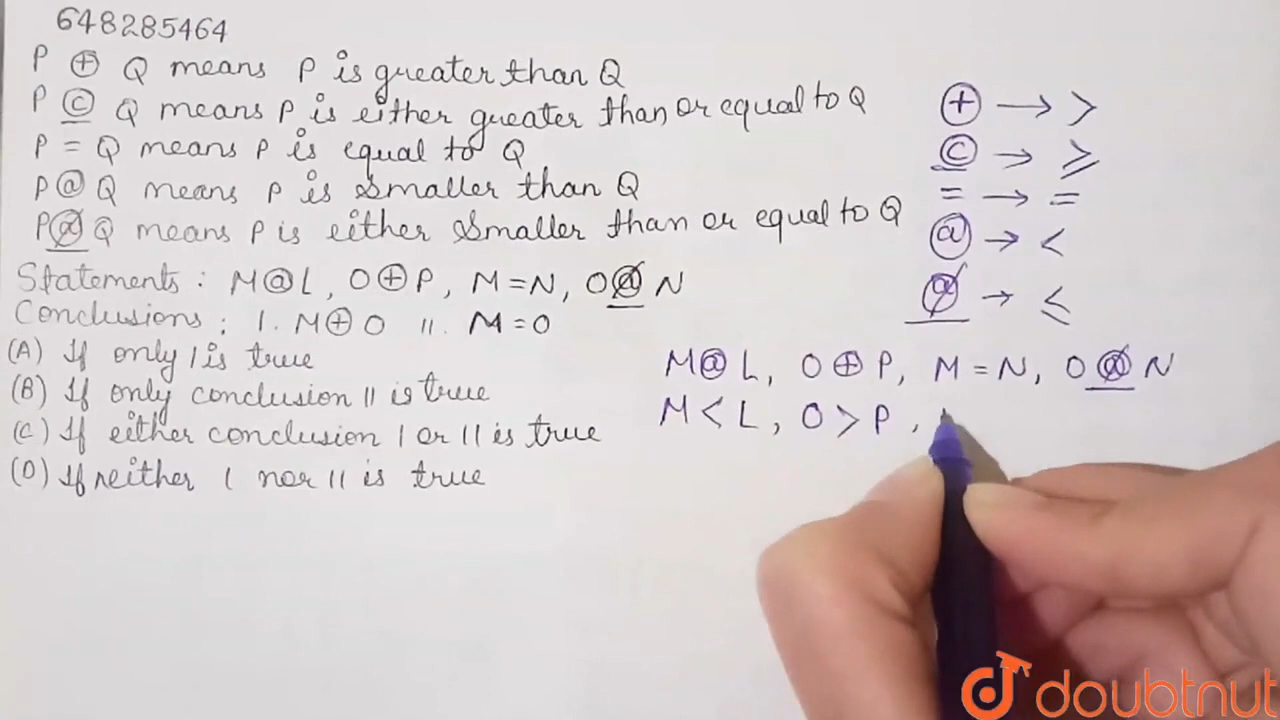 648285464
P ⊕ Q means P is greater than Q
P © Q means P is either greater than or equal to Q
P = Q means P is equal to Q
P @ Q means P is Smaller than Q
P @̸ Q means P is either Smaller than or equal to Q
Statements : M @ L, O ⊕ P, M = N, O @̸ N
Conclusions : I. M ⊕ O II. M = O
(A) If only I is true
(B) If only conclusion II is true
(C) If either conclusion I or II is true
(D) If neither I nor II is true
⊕ → >
© → ≥
= → =
@ → <
@̸ → ≤
M @ L, O ⊕ P, M = N, O @̸ N
M < L, O > P,
doubtnut